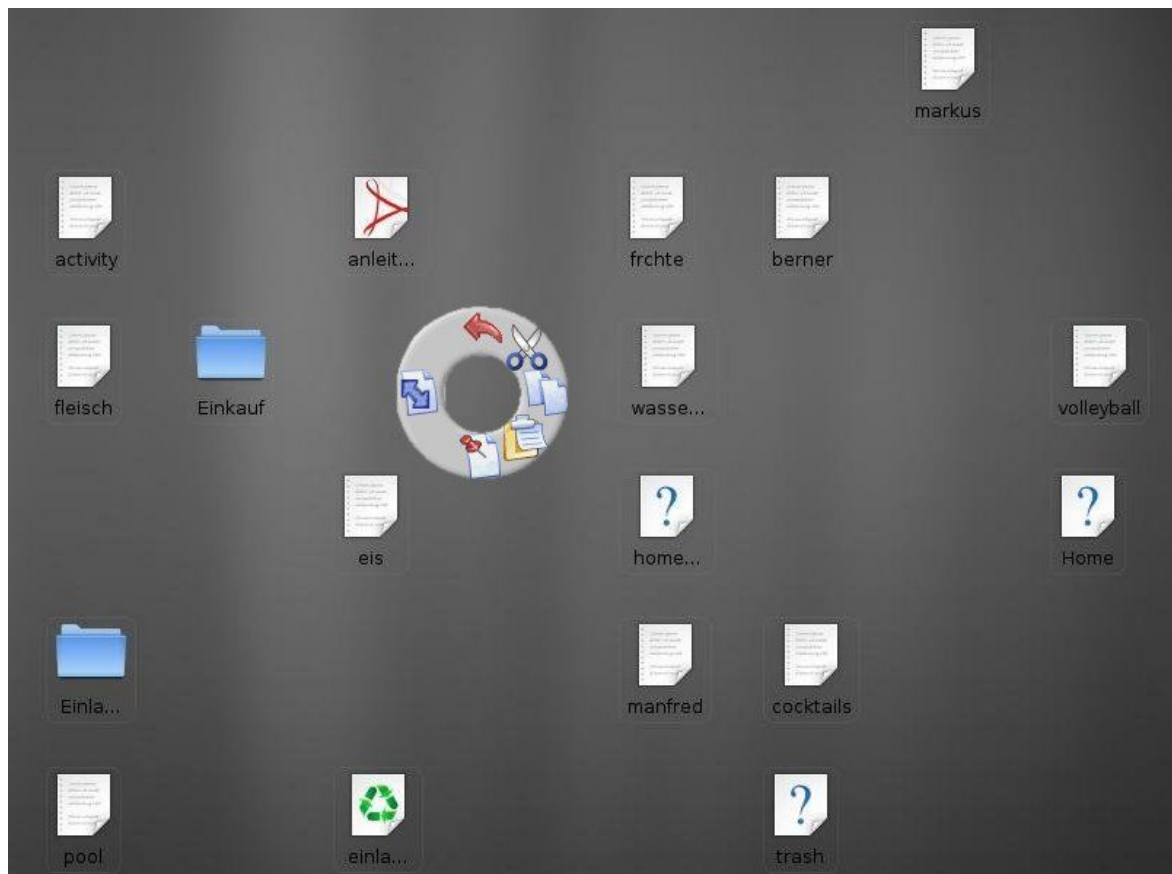 markus
activity
anleit...
frchte
berner
fleisch
Einkauf
wasse...
volleyball
eis
home...
Home
Einla...
manfred
cocktails
pool
einla...
trash